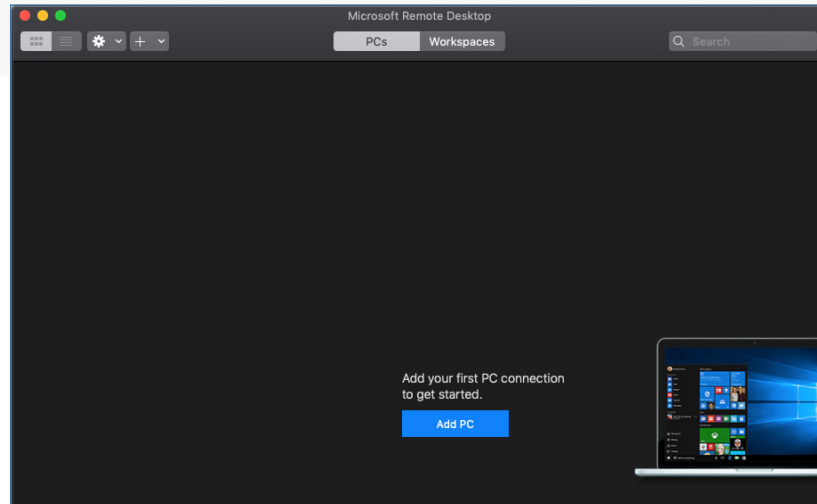 Microsoft Remote Desktop
PCs
Workspaces
Search
Add your first PC connection
to get started.
Add PC